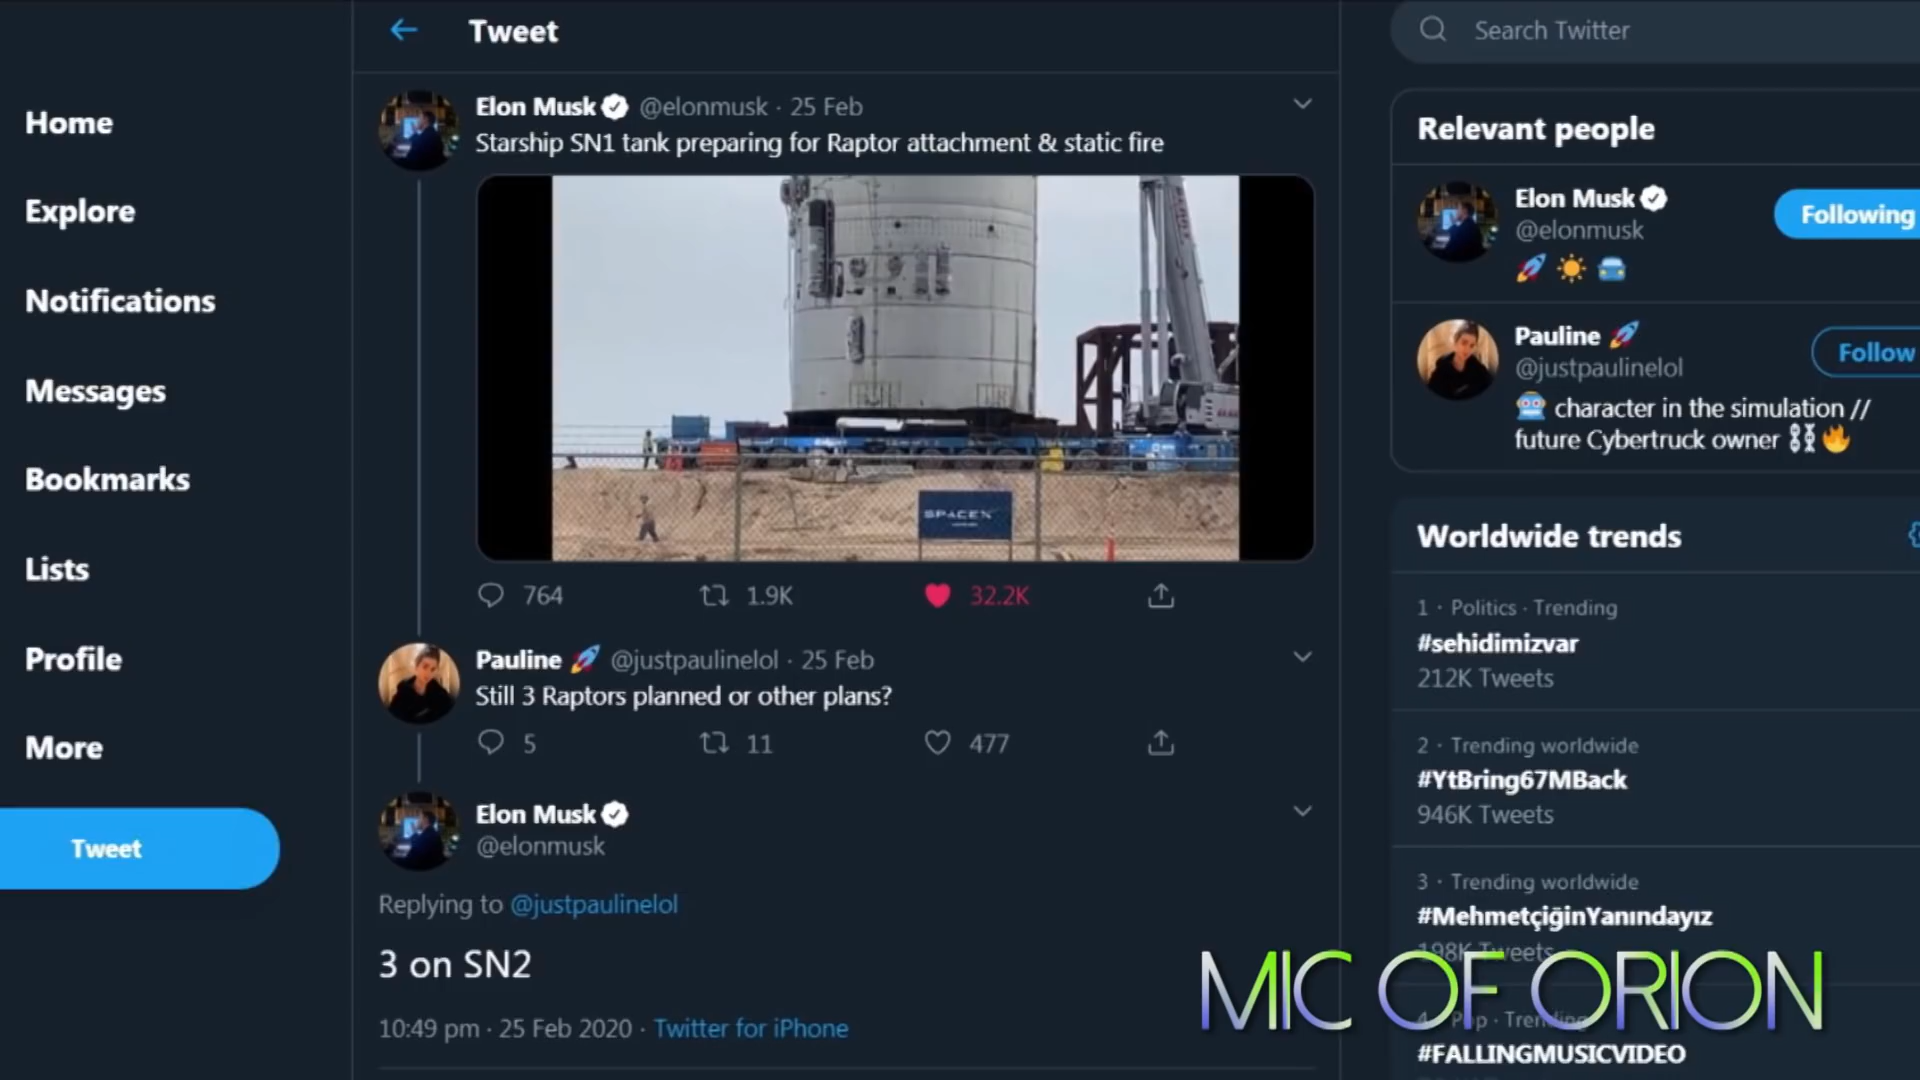 Home
Explore
Notifications
Messages
Bookmarks
Lists
Profile
More
Tweet
Tweet
Elon Musk @elonmusk · 25 Feb
Starship SN1 tank preparing for Raptor attachment & static fire
SPACEX
764 1.9K 32.2K
Pauline 🚀 @justpaulinelol · 25 Feb
Still 3 Raptors planned or other plans?
5 11 477
Elon Musk
@elonmusk
Replying to @justpaulinelol
3 on SN2
10:49 pm · 25 Feb 2020 · Twitter for iPhone
Search Twitter
Relevant people
Elon Musk
@elonmusk
Following
🚀 ☀️ 🚘
Pauline 🚀
@justpaulinelol
Follow
🤖 character in the simulation //
future Cybertruck owner ⛓🔥
Worldwide trends
1 · Politics · Trending
#sehidimizvar
212K Tweets
2 · Trending worldwide
#YtBring67MBack
946K Tweets
3 · Trending worldwide
#MehmetçiğinYanındayız
198K Tweets
4 · Pop · Trending
#FALLINGMUSICVIDEO
MIC OF ORION